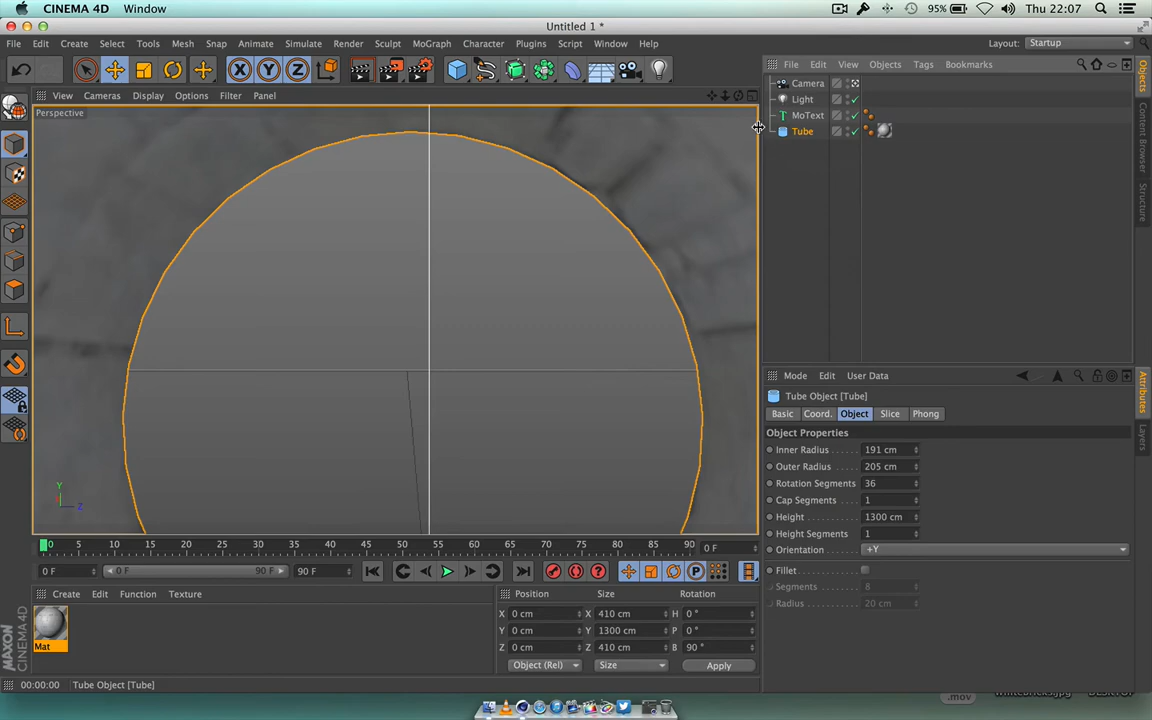 CINEMA 4D Window 95% Thu 22:07
Untitled 1 *
File Edit Create Select Tools Mesh Snap Animate Simulate Render Sculpt MoGraph Character Plugins Script Window Help Layout: Startup
View Cameras Display Options Filter Panel
Perspective
Y
Z
File Edit View Objects Tags Bookmarks
Camera
Light
MoText
Tube
Objects
Content Browser
Structure
Mode Edit User Data
Tube Object [Tube]
Basic Coord. Object Slice Phong
Object Properties
Inner Radius 191 cm
Outer Radius 205 cm
Rotation Segments 36
Cap Segments 1
Height 1300 cm
Height Segments 1
Orientation +Y
Fillet
Segments 8
Radius 20 cm
Attributes
Layers
0 5 10 15 20 25 30 35 40 45 50 55 60 65 70 75 80 85 90 0 F
0 F 0 F 90 F 90 F
Create Edit Function Texture
Mat
Position Size Rotation
X 0 cm X 410 cm H 0 °
Y 0 cm Y 1300 cm P 0 °
Z 0 cm Z 410 cm B 90 °
Object (Rel) Size Apply
MAXON
CINEMA 4D
00:00:00 Tube Object [Tube]
.mov